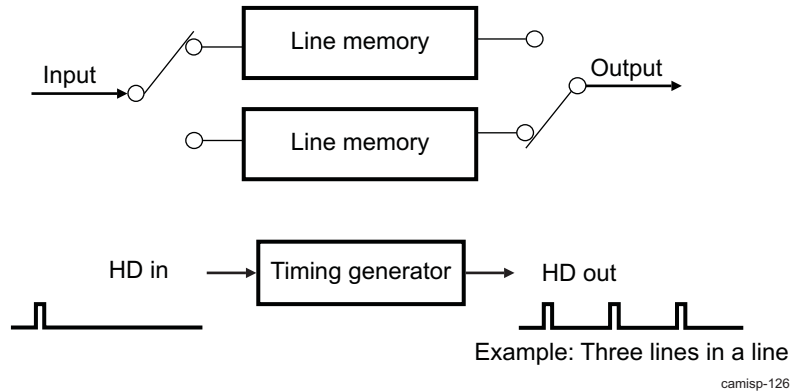 Line memory
Input
Output
Line memory
HD in
Timing generator
HD out
Example: Three lines in a line
camisp-126